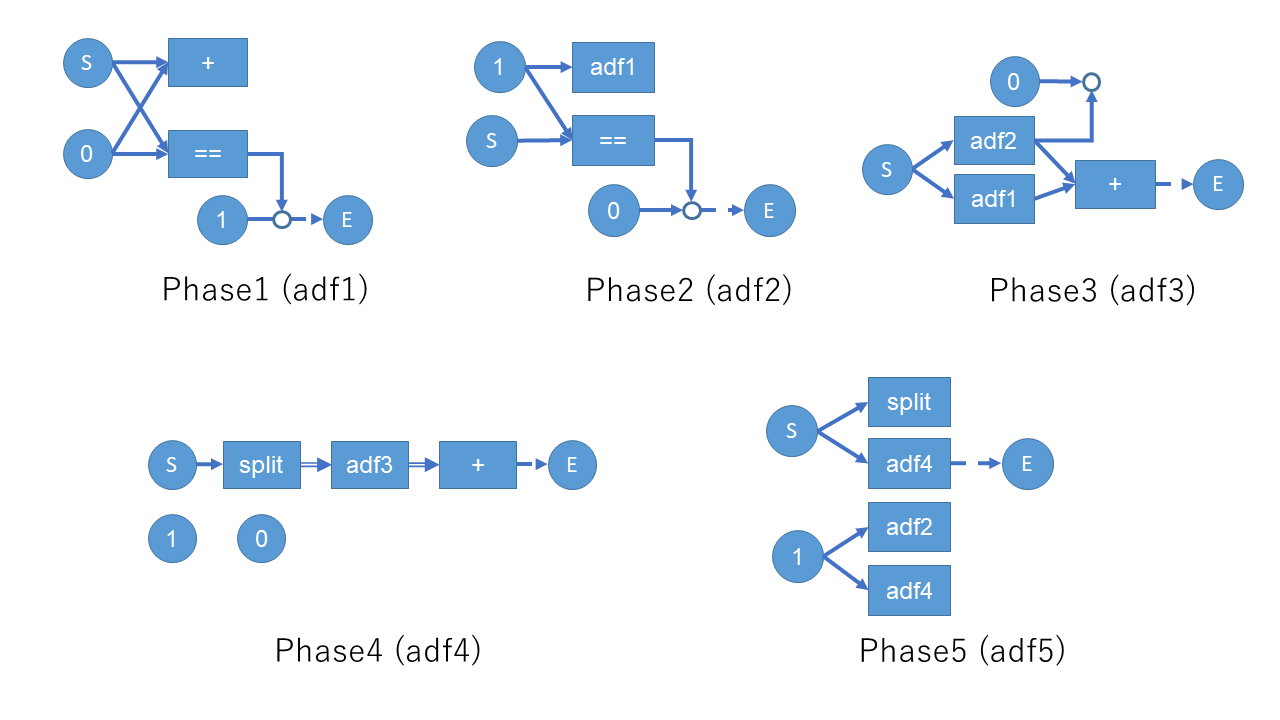 S
+
0
==
1
E
Phase1 (adf1)
1
adf1
S
==
0
E
Phase2 (adf2)
0
adf2
S
adf1
+
E
Phase3 (adf3)
S
split
adf3
+
E
1
0
Phase4 (adf4)
split
S
adf4
E
adf2
1
adf4
Phase5 (adf5)